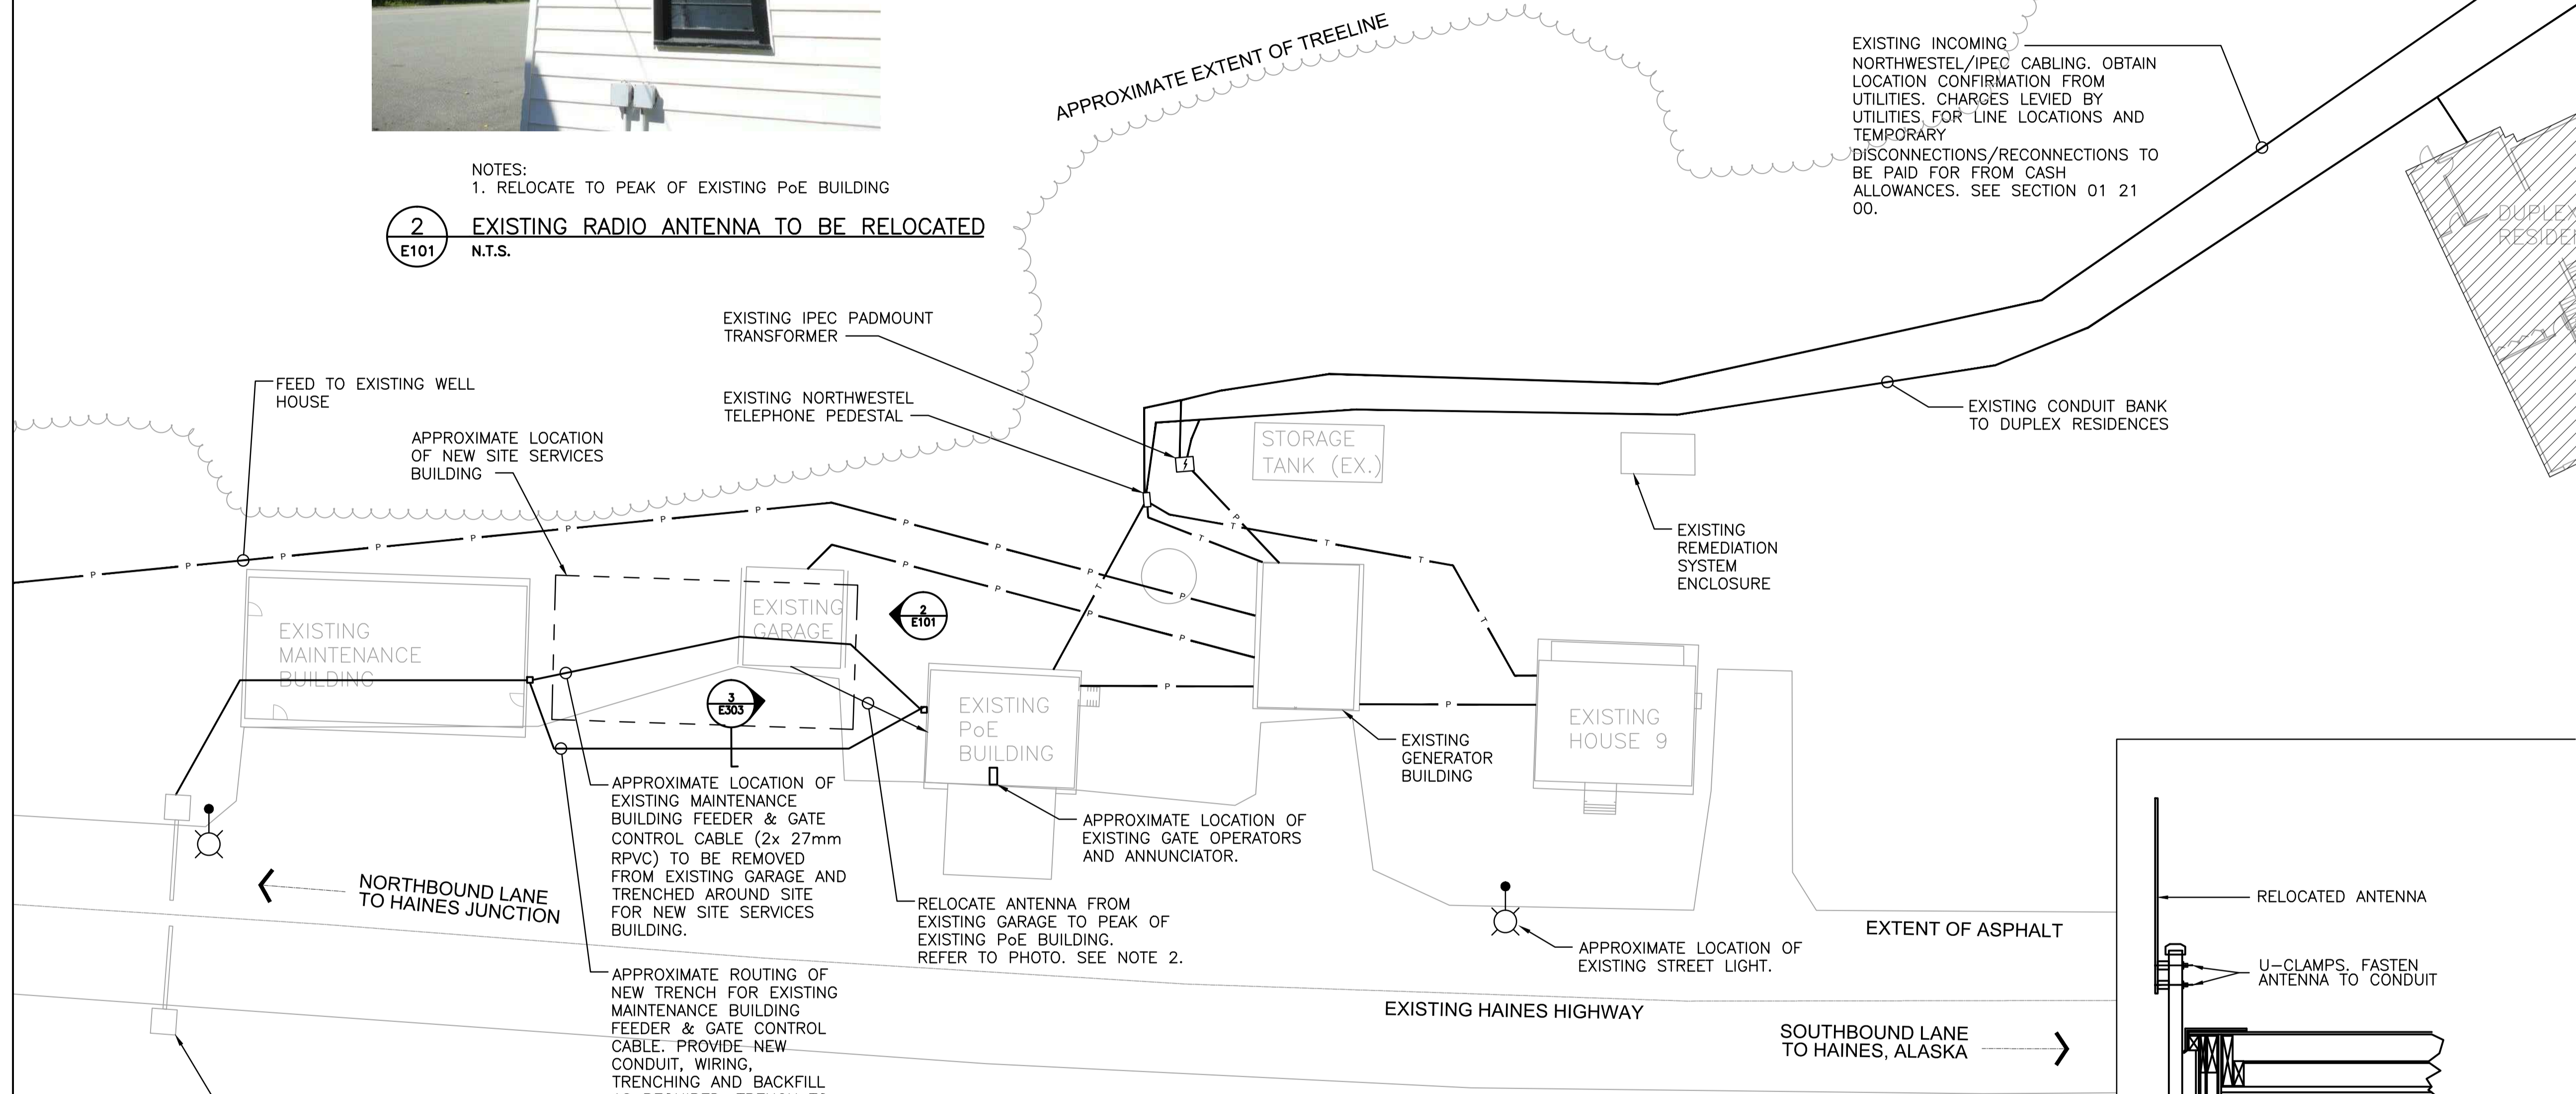 APPROXIMATE EXTENT OF TREELINE
EXISTING INCOMING
NORTHWESTEL/IPEC CABLING. OBTAIN
LOCATION CONFIRMATION FROM
UTILITIES. CHARGES LEVIED BY
UTILITIES FOR LINE LOCATIONS AND
TEMPORARY
DISCONNECTIONS/RECONNECTIONS TO
BE PAID FOR FROM CASH
ALLOWANCES. SEE SECTION 01 21
00.
NOTES:
1. RELOCATE TO PEAK OF EXISTING PoE BUILDING
2
E101
EXISTING RADIO ANTENNA TO BE RELOCATED
N.T.S.
DUPLEX
EXISTING IPEC PADMOUNT
TRANSFORMER
EXISTING NORTHWESTEL
TELEPHONE PEDESTAL
FEED TO EXISTING WELL
HOUSE
APPROXIMATE LOCATION
OF NEW SITE SERVICES
BUILDING
EXISTING CONDUIT BANK
TO DUPLEX RESIDENCES
STORAGE
TANK (EX.)
EXISTING
REMEDIATION
SYSTEM
ENCLOSURE
P P P P P P P P
P P P P
P P P P
P
T T T
T
T
T
P
P
EXISTING
MAINTENANCE
BUILDING
EXISTING
GARAGE
2
E101
3
E303
EXISTING
PoE
BUILDING
EXISTING
GENERATOR
BUILDING
EXISTING
HOUSE 9
APPROXIMATE LOCATION OF
EXISTING MAINTENANCE
BUILDING FEEDER & GATE
CONTROL CABLE (2x 27mm
RPVC) TO BE REMOVED
FROM EXISTING GARAGE AND
TRENCHED AROUND SITE
FOR NEW SITE SERVICES
BUILDING.
APPROXIMATE LOCATION OF
EXISTING GATE OPERATORS
AND ANNUNCIATOR.
RELOCATE ANTENNA FROM
EXISTING GARAGE TO PEAK OF
EXISTING PoE BUILDING.
REFER TO PHOTO. SEE NOTE 2.
NORTHBOUND LANE
TO HAINES JUNCTION
APPROXIMATE ROUTING OF
NEW TRENCH FOR EXISTING
MAINTENANCE BUILDING
FEEDER & GATE CONTROL
CABLE. PROVIDE NEW
CONDUIT, WIRING,
TRENCHING AND BACKFILL
APPROXIMATE LOCATION OF
EXISTING STREET LIGHT.
EXTENT OF ASPHALT
EXISTING HAINES HIGHWAY
SOUTHBOUND LANE
TO HAINES, ALASKA
RELOCATED ANTENNA
U-CLAMPS. FASTEN
ANTENNA TO CONDUIT